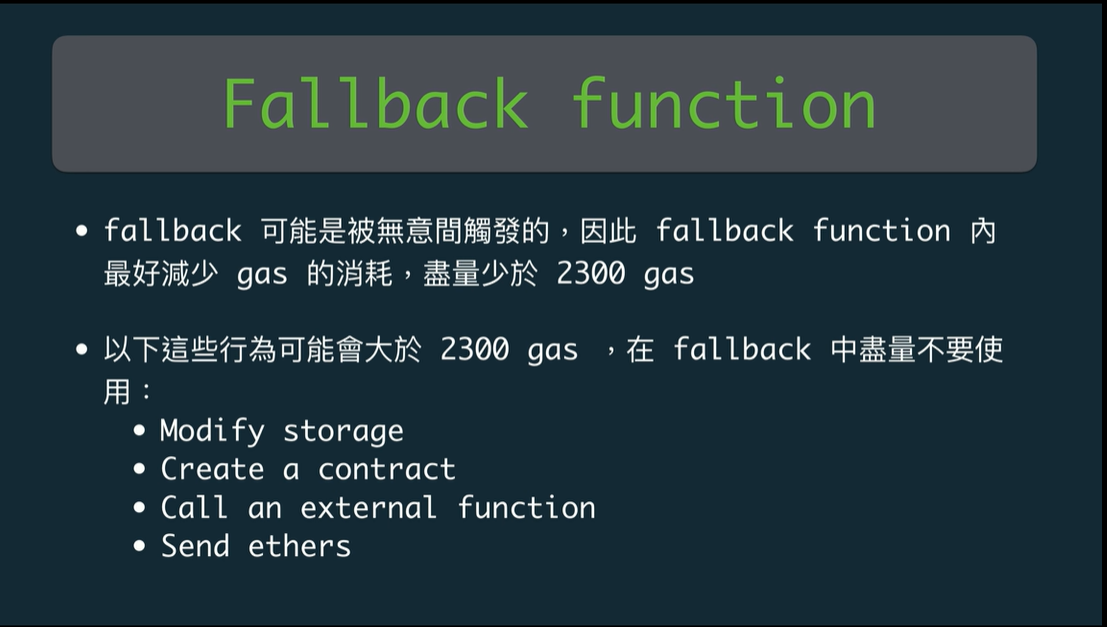 Fallback function
• fallback 可能是被無意間觸發的，因此 fallback function 內
最好減少 gas 的消耗，盡量少於 2300 gas
• 以下這些行為可能會大於 2300 gas ，在 fallback 中盡量不要使
用：
• Modify storage
• Create a contract
• Call an external function
• Send ethers